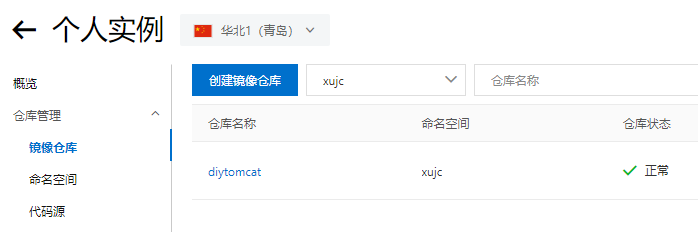 个人实例 华北1（青岛）
概览
仓库管理
镜像仓库
命名空间
代码源
创建镜像仓库 xujc 仓库名称
仓库名称 命名空间 仓库状态
diytomcat xujc 正常